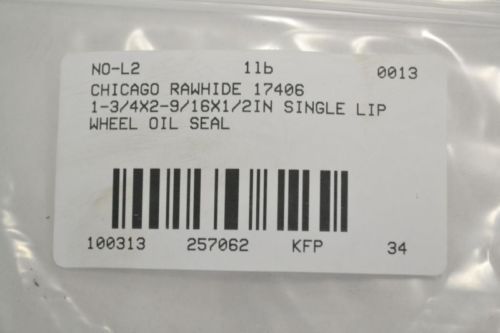 NO-L2 1lb 0013
CHICAGO RAWHIDE 17406
1-3/4X2-9/16X1/2IN SINGLE LIP
WHEEL OIL SEAL
100313 257062 KFP 34